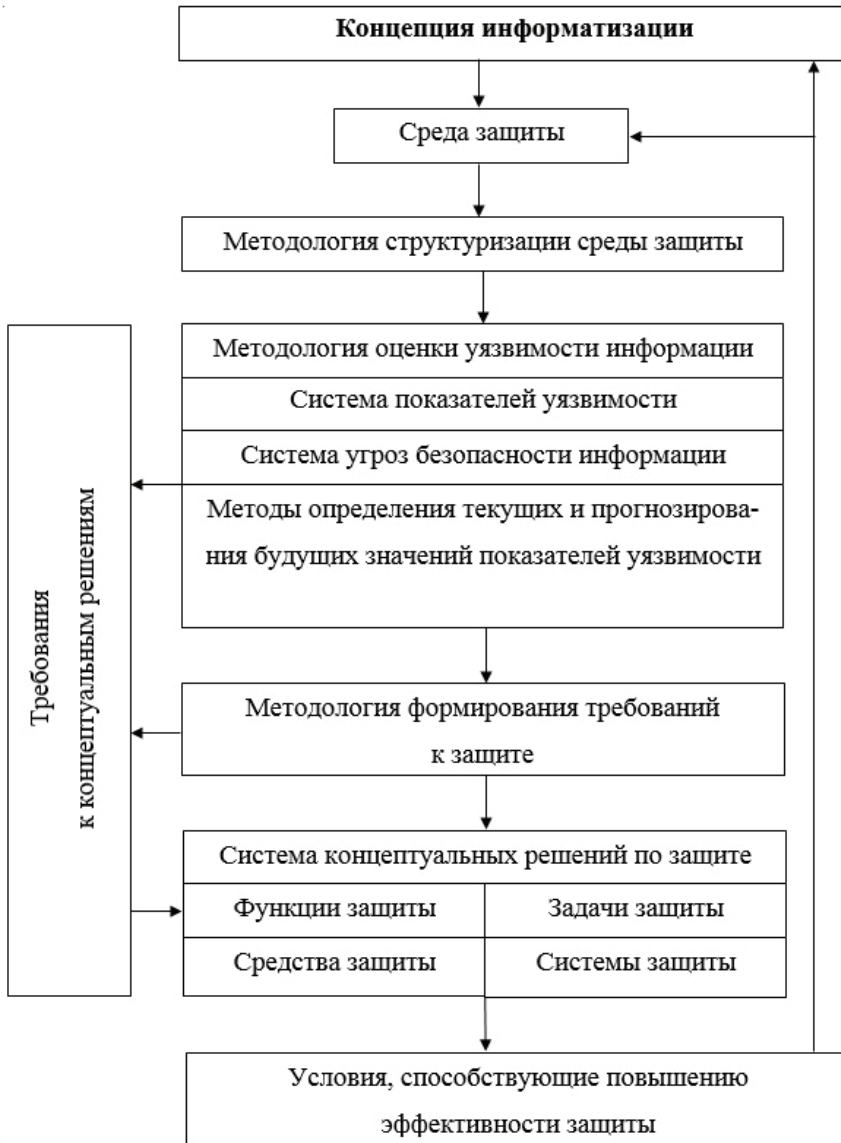 Концепция информатизации
Среда защиты
Методология структуризации среды защиты
Методология оценки уязвимости информации
Система показателей уязвимости
Система угроз безопасности информации
Методы определения текущих и прогнозирова-
ния будущих значений показателей уязвимости
Требования
к концептуальным решениям
Методология формирования требований
к защите
Система концептуальных решений по защите
Функции защиты
Задачи защиты
Средства защиты
Системы защиты
Условия, способствующие повышению
эффективности защиты